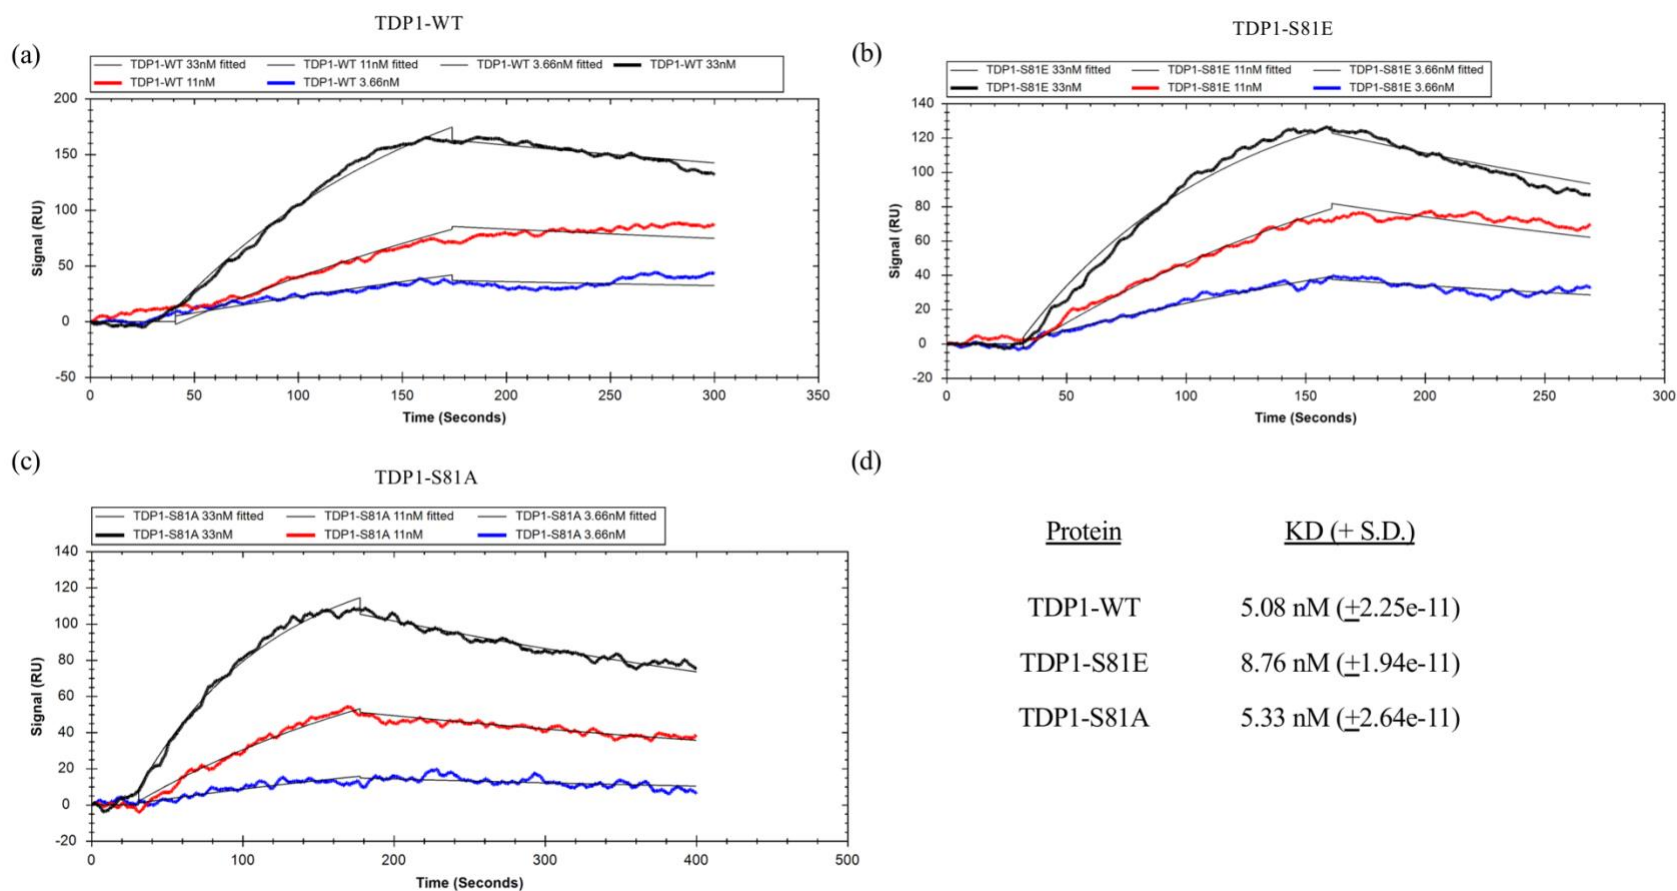 TDP1-WT
(a)
TDP1-WT 33nM fitted TDP1-WT 11nM fitted TDP1-WT 3.66nM fitted TDP1-WT 33nM
TDP1-WT 11nM TDP1-WT 3.66nM
200
150
100
50
0
-50
Signal (RU)
0 50 100 150 200 250 300 350
Time (Seconds)
TDP1-S81E
(b)
TDP1-S81E 33nM fitted TDP1-S81E 11nM fitted TDP1-S81E 3.66nM fitted
TDP1-S81E 33nM TDP1-S81E 11nM TDP1-S81E 3.66nM
140
120
100
80
60
40
20
0
-20
Signal (RU)
0 50 100 150 200 250 300
Time (Seconds)
(c)
TDP1-S81A
TDP1-S81A 33nM fitted TDP1-S81A 11nM fitted TDP1-S81A 3.66nM fitted
TDP1-S81A 33nM TDP1-S81A 11nM TDP1-S81A 3.66nM
140
120
100
80
60
40
20
0
-20
Signal (RU)
0 100 200 300 400 500
Time (Seconds)
(d)
Protein KD (+ S.D.)
TDP1-WT 5.08 nM (±2.25e-11)
TDP1-S81E 8.76 nM (±1.94e-11)
TDP1-S81A 5.33 nM (±2.64e-11)